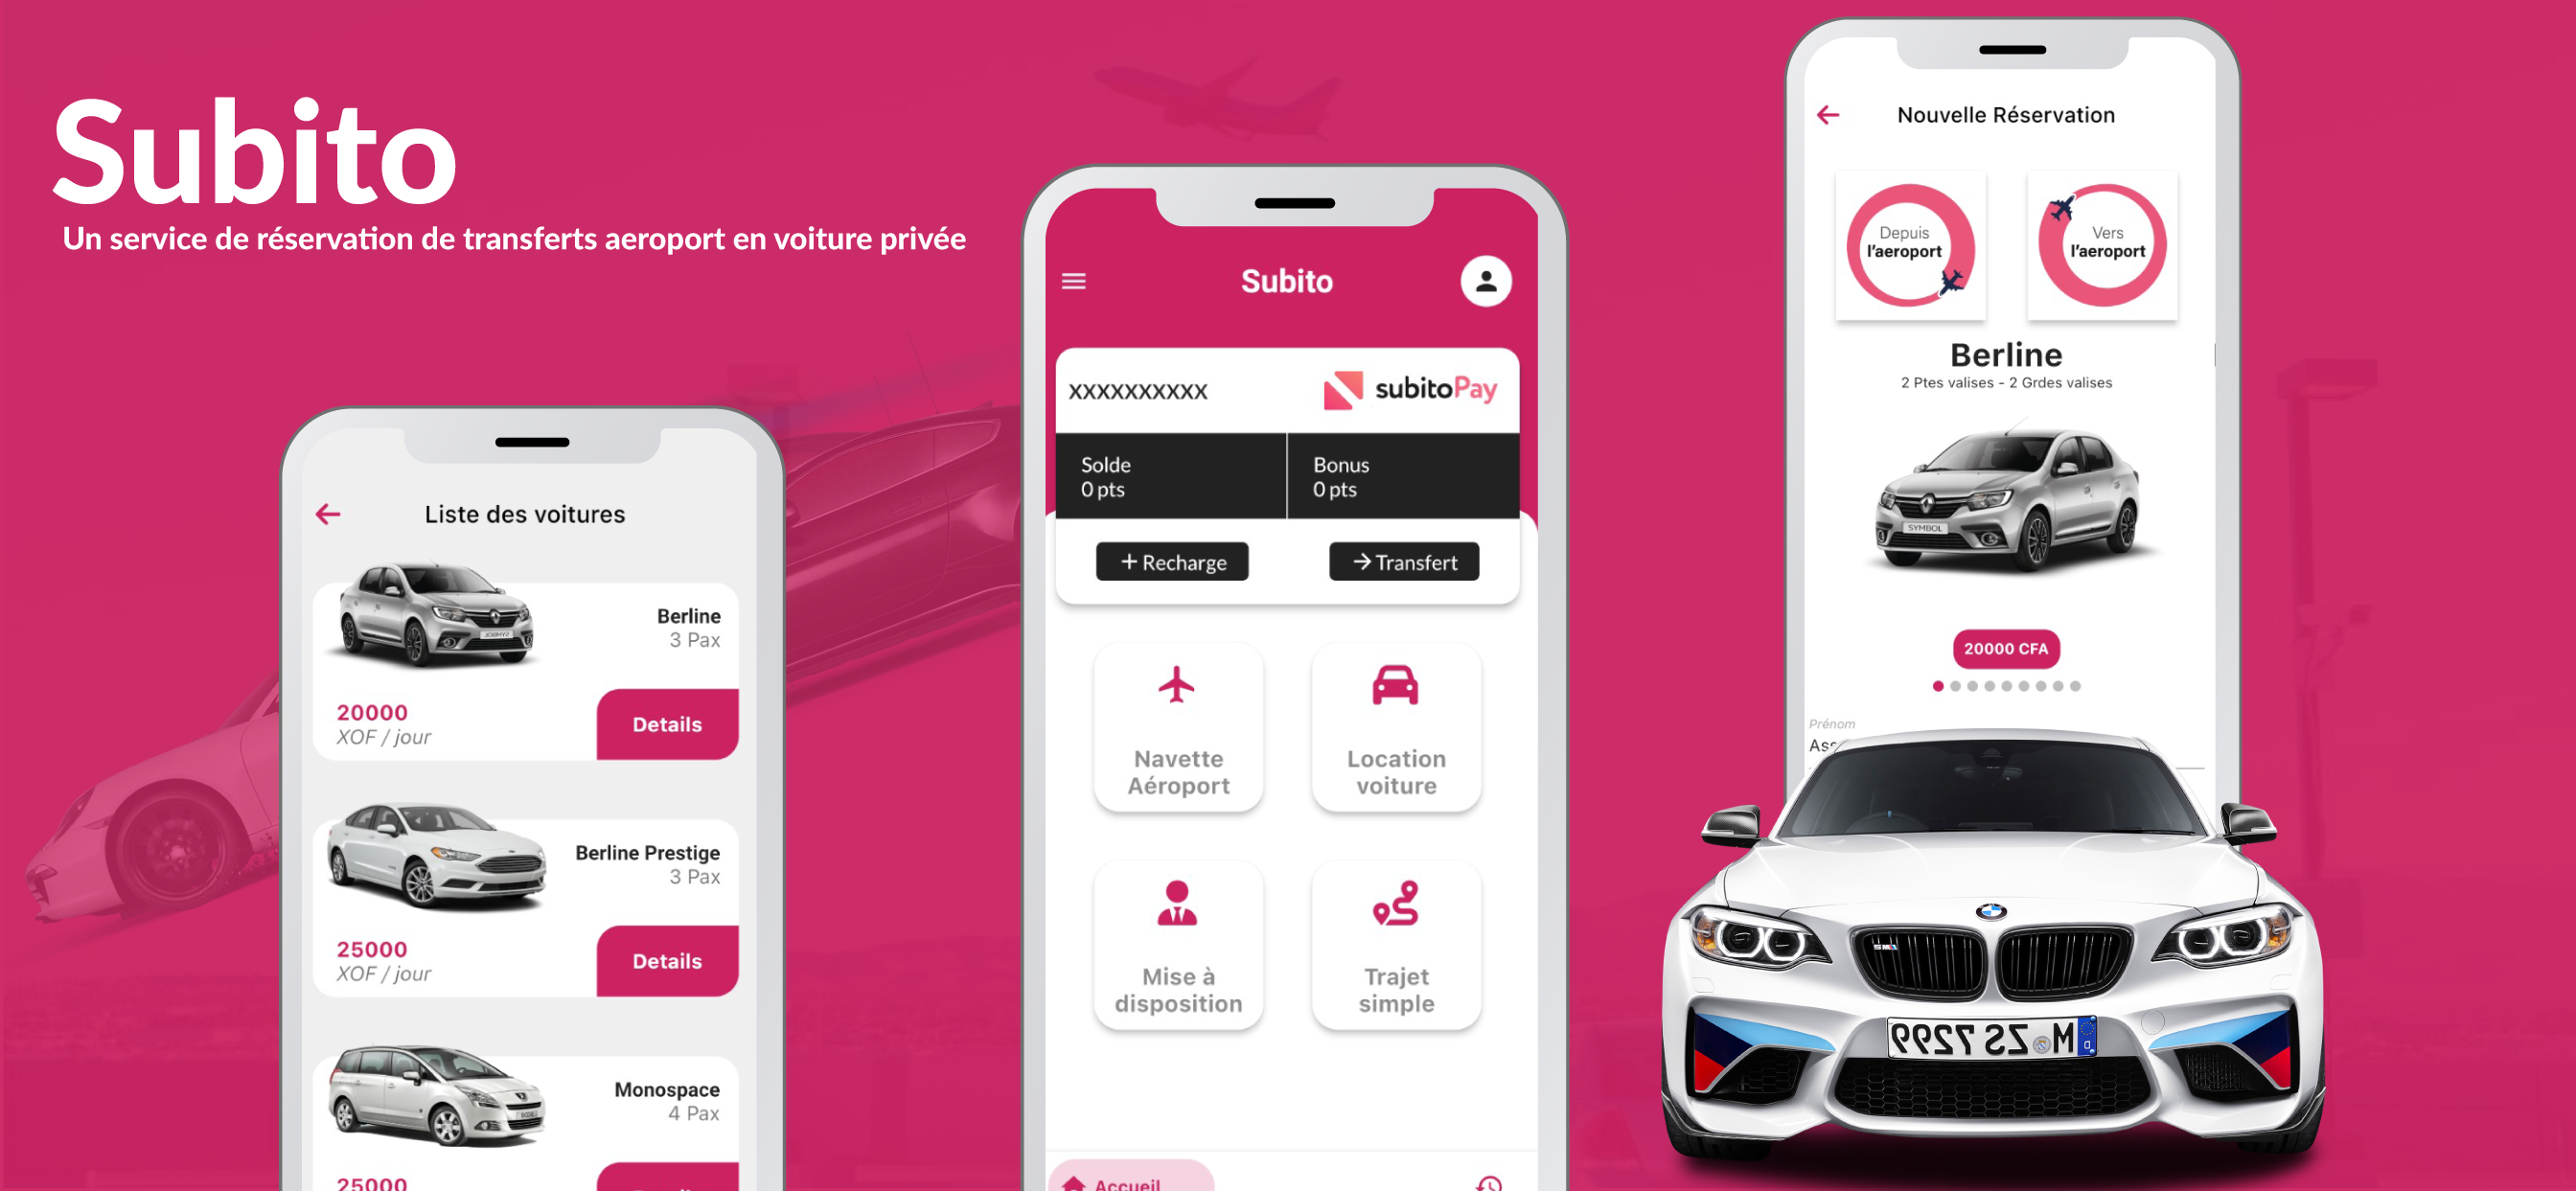 Subito
Un service de réservation de transferts aeroport en voiture privée
Liste des voitures
Berline
3 Pax
20000
XOF / jour
Details
Berline Prestige
3 Pax
25000
XOF / jour
Details
Monospace
4 Pax
25000
Subito
xxxxxxxxxx
subitoPay
Solde
0 pts
Bonus
0 pts
+ Recharge
→ Transfert
Navette
Aéroport
Location
voiture
Mise à
disposition
Trajet
simple
Accueil
Nouvelle Réservation
Depuis
l'aeroport
Vers
l'aeroport
Berline
2 Ptes valises - 2 Grdes valises
SYMBOL
20000 CFA
Prénom
Ass
M ZS 7299